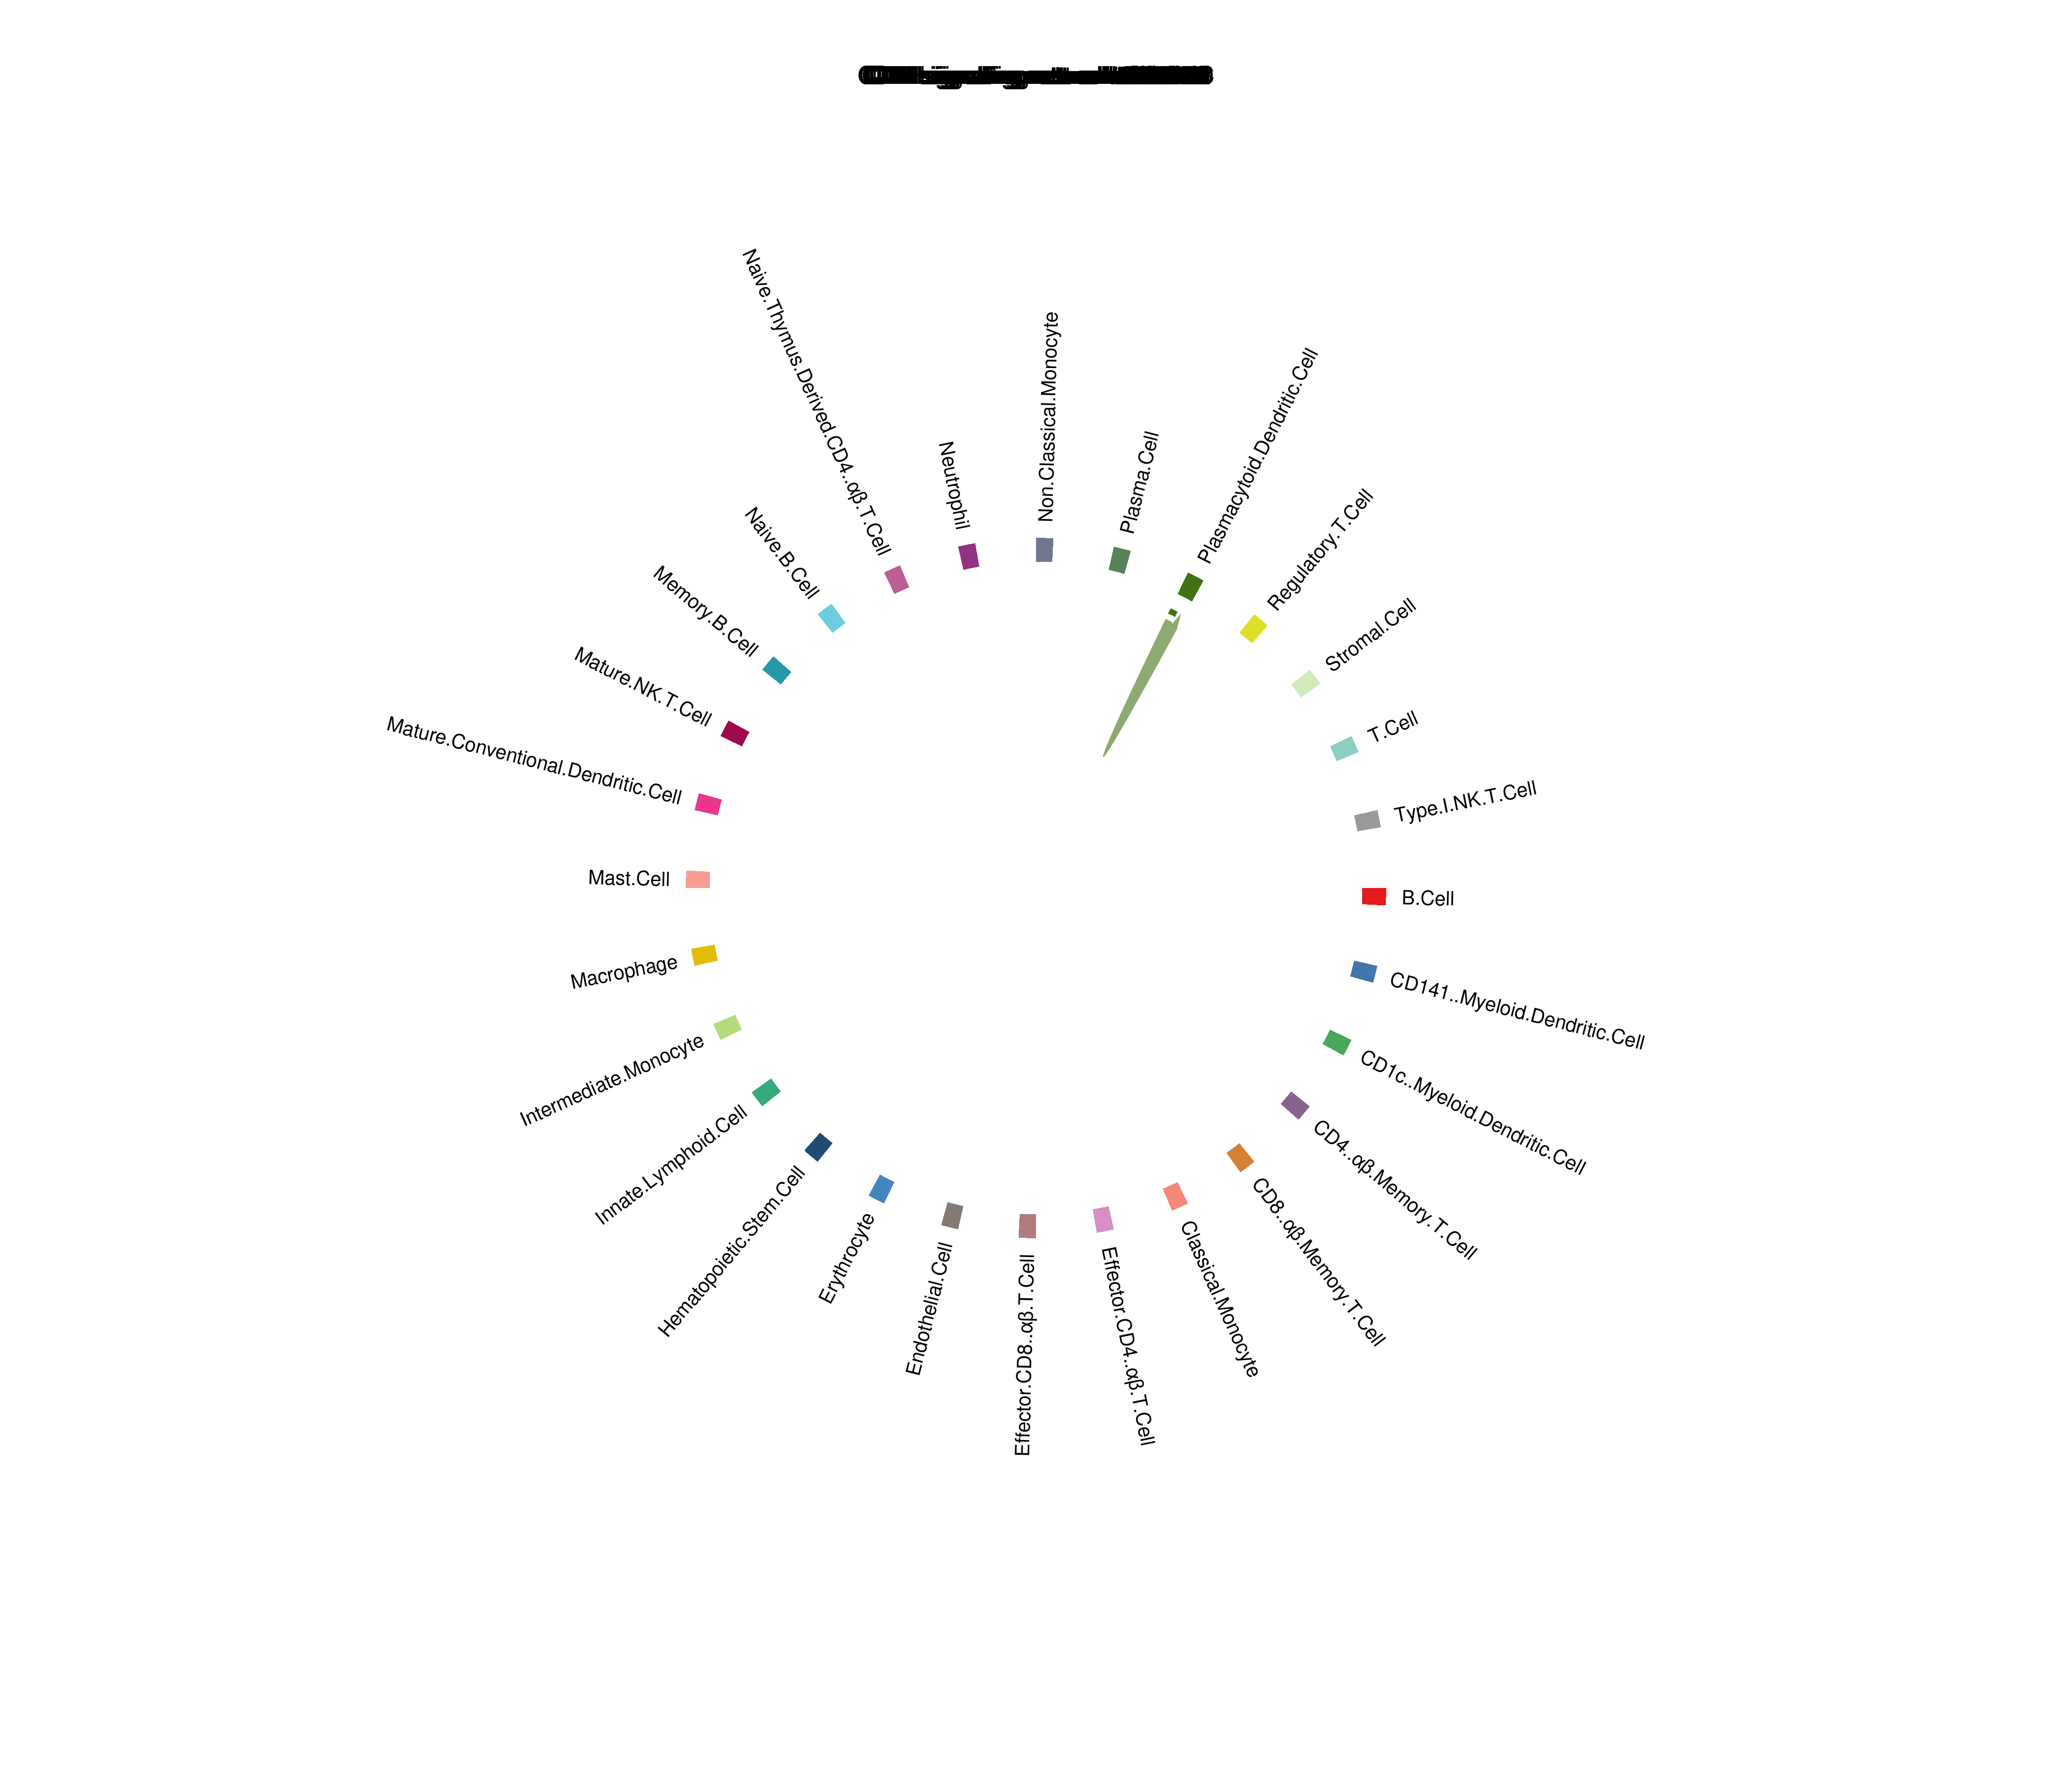 Naive.Thymus.Derived.CD4..αβ.T.Cell
Neutrophil
Non.Classical.Monocyte
Plasma.Cell
Plasmacytoid.Dendritic.Cell
Regulatory.T.Cell
Stromal.Cell
T.Cell
Type.I.NK.T.Cell
B.Cell
CD141..Myeloid.Dendritic.Cell
CD1c..Myeloid.Dendritic.Cell
CD4..αβ.Memory.T.Cell
CD8..αβ.Memory.T.Cell
Classical.Monocyte
Effector.CD4..αβ.T.Cell
Effector.CD8..αβ.T.Cell
Endothelial.Cell
Erythrocyte
Hematopoietic.Stem.Cell
Innate.Lymphoid.Cell
Intermediate.Monocyte
Macrophage
Mast.Cell
Mature.Conventional.Dendritic.Cell
Mature.NK.T.Cell
Memory.B.Cell
Naive.B.Cell